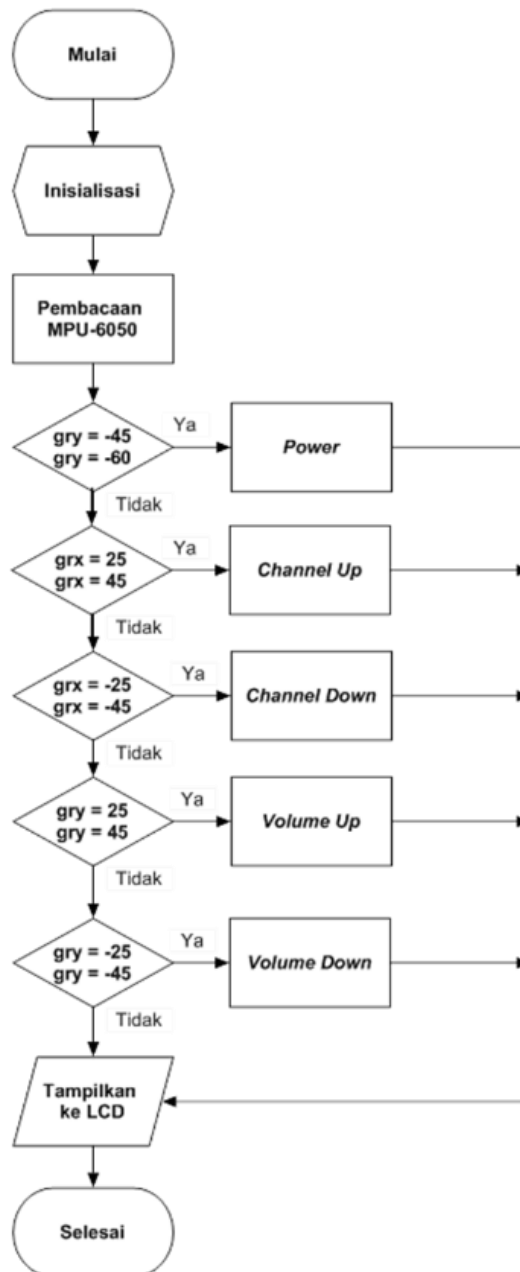 Mulai
Inisialisasi
Pembacaan
MPU-6050
gry = -45
gry = -60
Ya
Power
Tidak
grx = 25
grx = 45
Ya
Channel Up
Tidak
grx = -25
grx = -45
Ya
Channel Down
Tidak
gry = 25
gry = 45
Ya
Volume Up
Tidak
gry = -25
gry = -45
Ya
Volume Down
Tidak
Tampilkan
ke LCD
Selesai